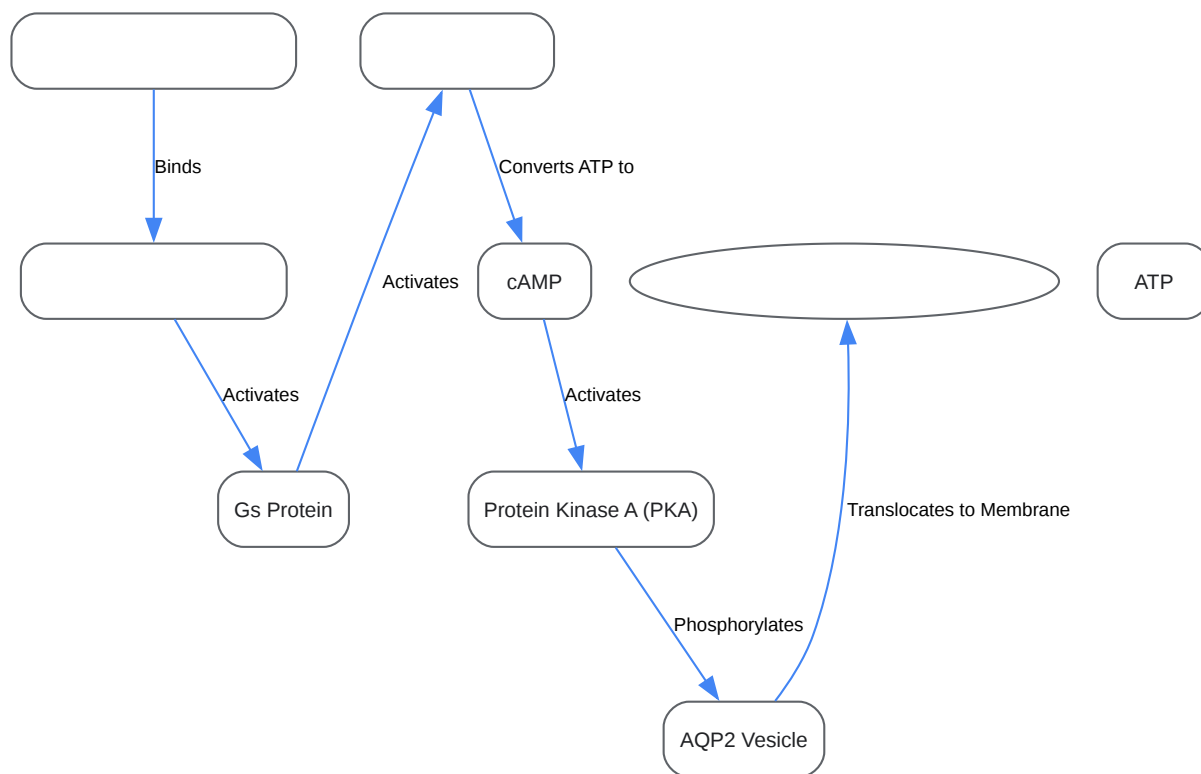 Binds
Converts ATP to
Activates
cAMP
ATP
Activates
Activates
Gs Protein
Protein Kinase A (PKA)
Translocates to Membrane
Phosphorylates
AQP2 Vesicle